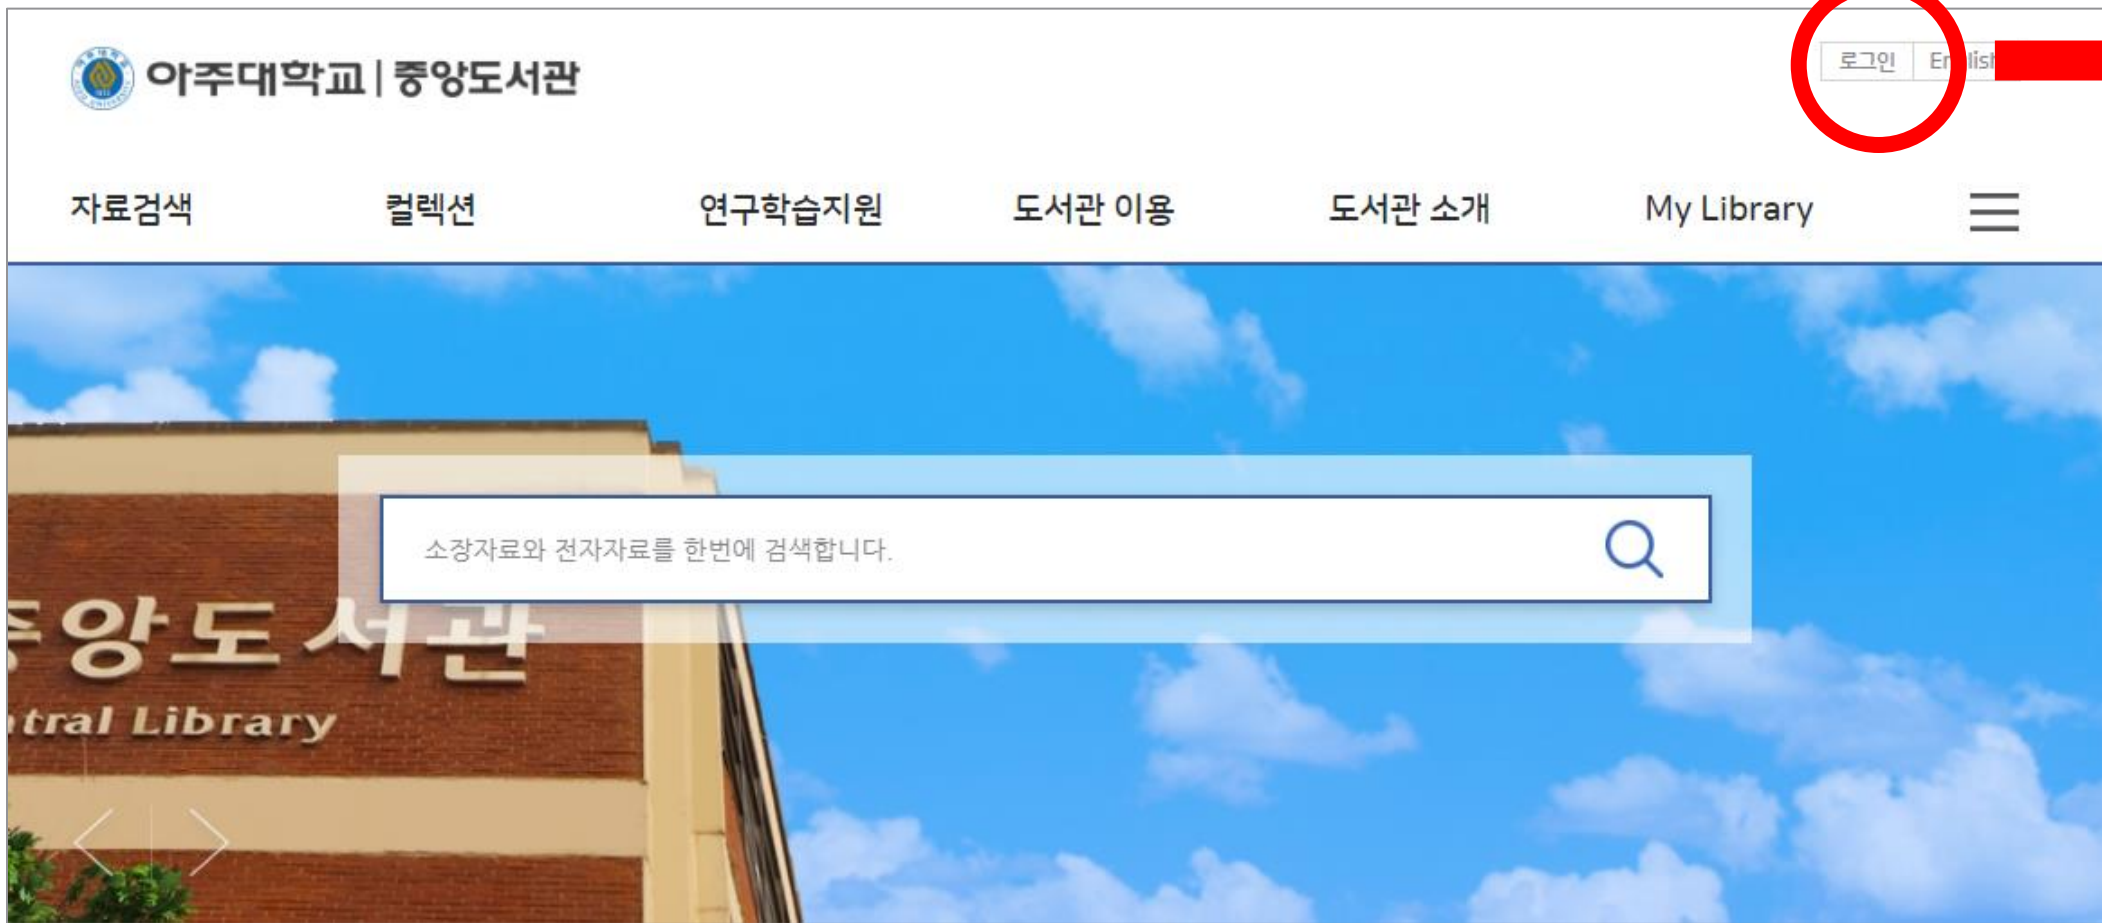 아주대학교 | 중앙도서관
로그인 English
자료검색 컬렉션 연구학습지원 도서관 이용 도서관 소개 My Library
소장자료와 전자자료를 한번에 검색합니다.
중앙도서관
tral Library